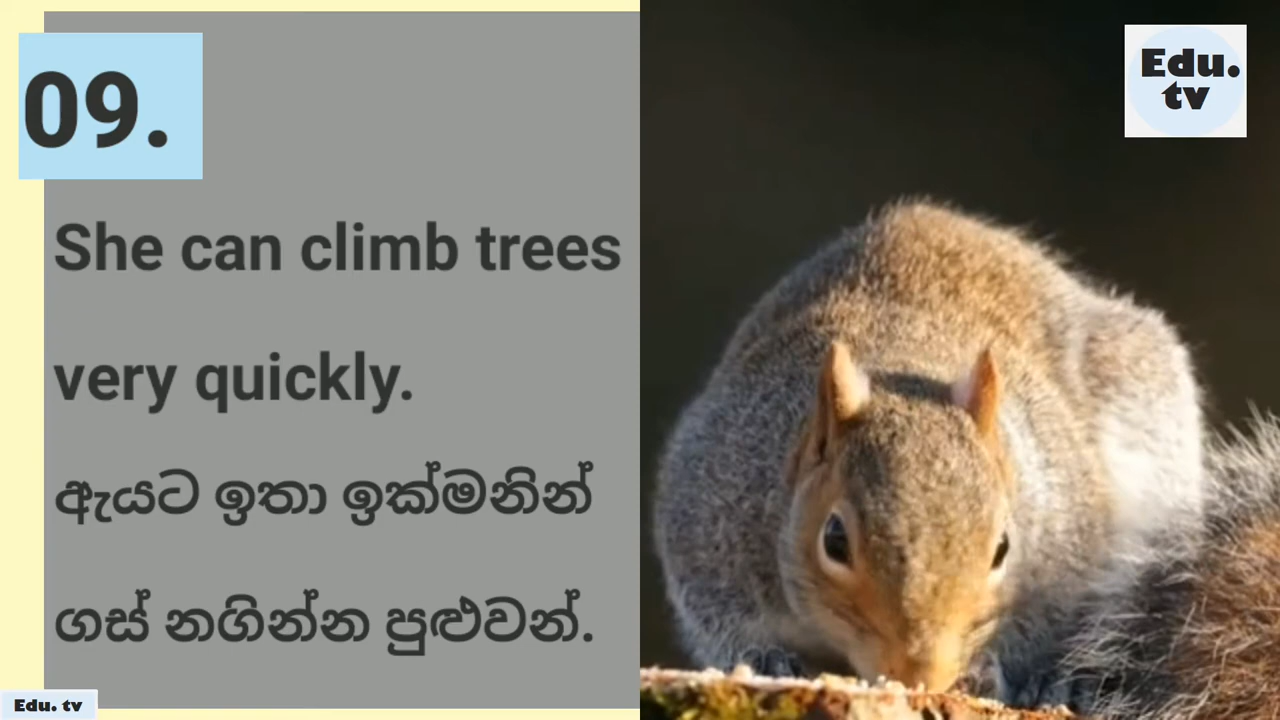 09.
She can climb trees
very quickly.
ඇයට ඉතා ඉක්මනින්
ගස් නගින්න පුළුවන්.
Edu.
tv
Edu. tv